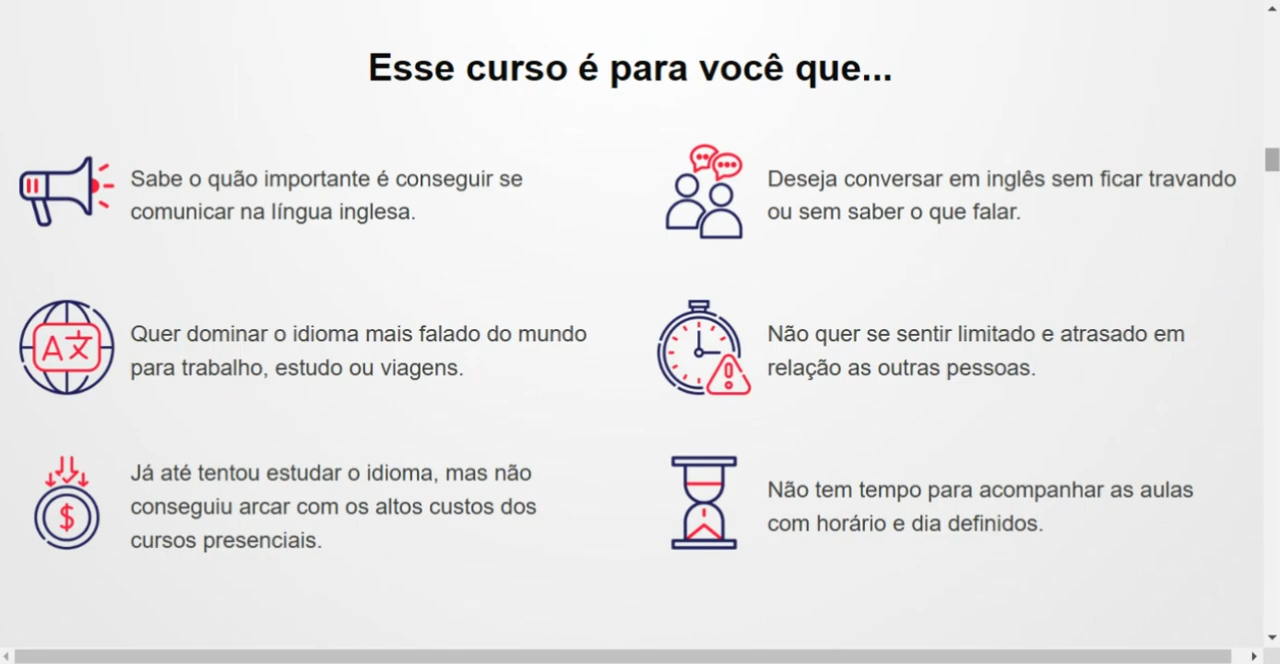 Esse curso é para você que...
Sabe o quão importante é conseguir se
comunicar na língua inglesa.
Deseja conversar em inglês sem ficar travando
ou sem saber o que falar.
A文
Quer dominar o idioma mais falado do mundo
para trabalho, estudo ou viagens.
Não quer se sentir limitado e atrasado em
relação as outras pessoas.
$
Já até tentou estudar o idioma, mas não
conseguiu arcar com os altos custos dos
cursos presenciais.
Não tem tempo para acompanhar as aulas
com horário e dia definidos.